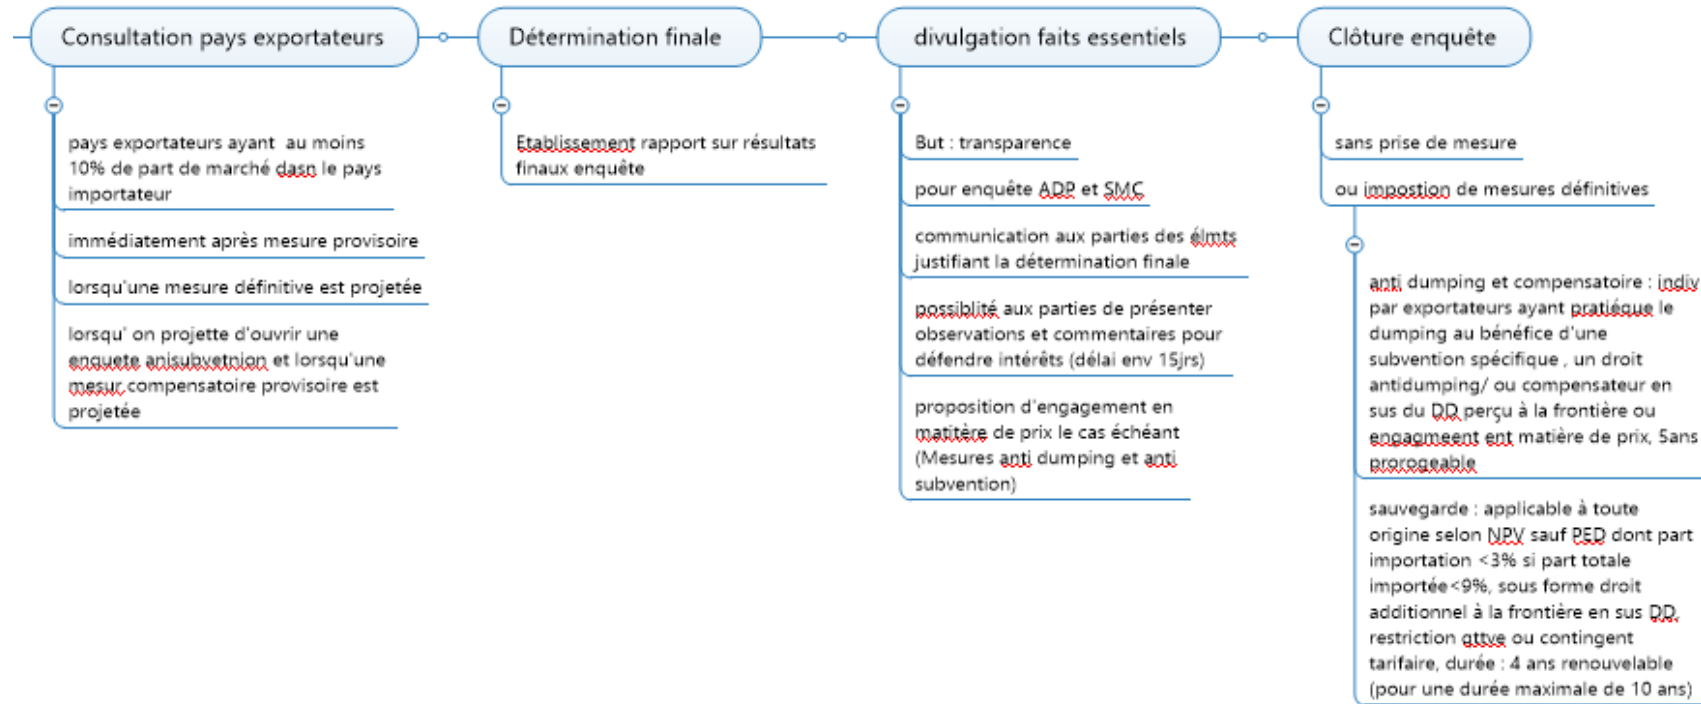 Consultation pays exportateurs
pays exportateurs ayant au moins
10% de part de marché dasn le pays
importateur
immédiatement après mesure provisoire
lorsqu'une mesure définitive est projetée
lorsqu' on projette d'ouvrir une
enquete anisubvetnion et lorsqu'une
mesur compensatoire provisoire est
projetée
Détermination finale
Etablissement rapport sur résultats
finaux enquête
divulgation faits essentiels
But : transparence
pour enquête ADP et SMC
communication aux parties des élmts
justifiant la détermination finale
possiblité aux parties de présenter
observations et commentaires pour
défendre intérêts (délai env 15jrs)
proposition d'engagement en
matitère de prix le cas échéant
(Mesures anti dumping et anti
subvention)
Clôture enquête
sans prise de mesure
ou impostion de mesures définitives
anti dumping et compensatoire : indiv
par exportateurs ayant pratiéque le
dumping au bénéfice d'une
subvention spécifique , un droit
antidumping/ ou compensateur en
sus du DD perçu à la frontière ou
engagmeent ent matière de prix, 5ans
prorogeable
sauvegarde : applicable à toute
origine selon NPV sauf PED dont part
importation <3% si part totale
importée<9%, sous forme droit
additionnel à la frontière en sus DD,
restriction qttve ou contingent
tarifaire, durée : 4 ans renouvelable
(pour une durée maximale de 10 ans)